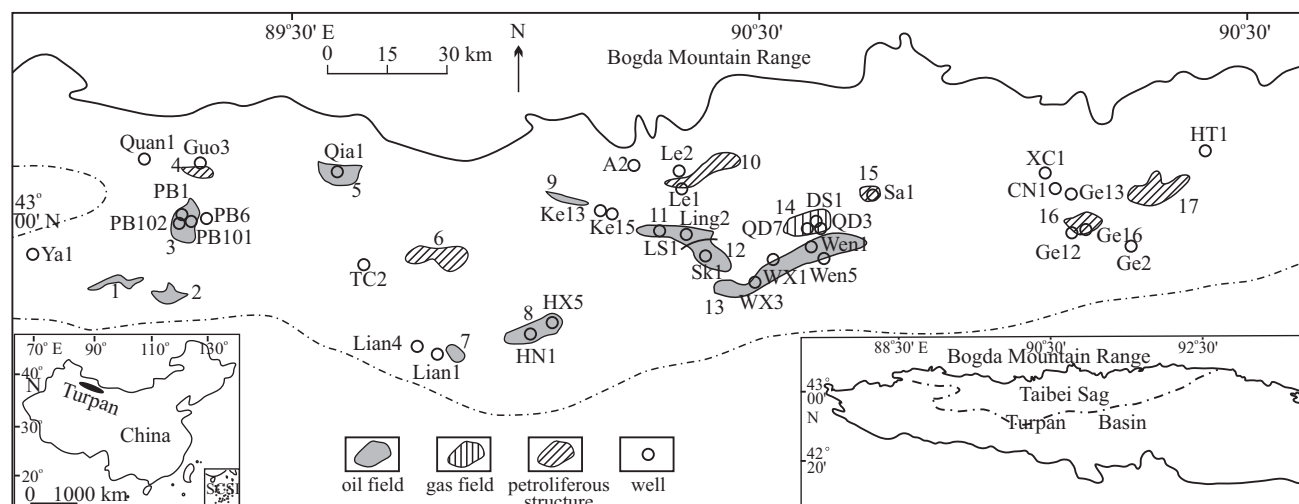 89°30' E
90°30'
90°30'
N
0 15 30 km
Bogda Mountain Range
Quan1
Guo3
4
Qia1
5
PB1
PB102
PB6
PB101
3
43°
00' N
Ya1
1
2
6
TC2
Lian4
Lian1
7
8
HX5
HN1
9
Ke13
Ke15
A2
Le2
Le1
10
11
LS1
Ling2
12
Sk1
13
WX3
WX1
Wen1
Wen5
14
DS1
QD7
QD3
15
Sa1
XC1
CN1
Ge13
16
Ge12
Ge16
Ge2
17
HT1
70° E
90°
110°
130°
N
40°
30°
20°
Turpan
China
SCSI
0 1000 km
oil field
gas field
petroliferous
structure
well
88°30' E
90°30'
92°30'
Bogda Mountain Range
43°
00'
N
42°
20'
Taibei Sag
Turpan Basin